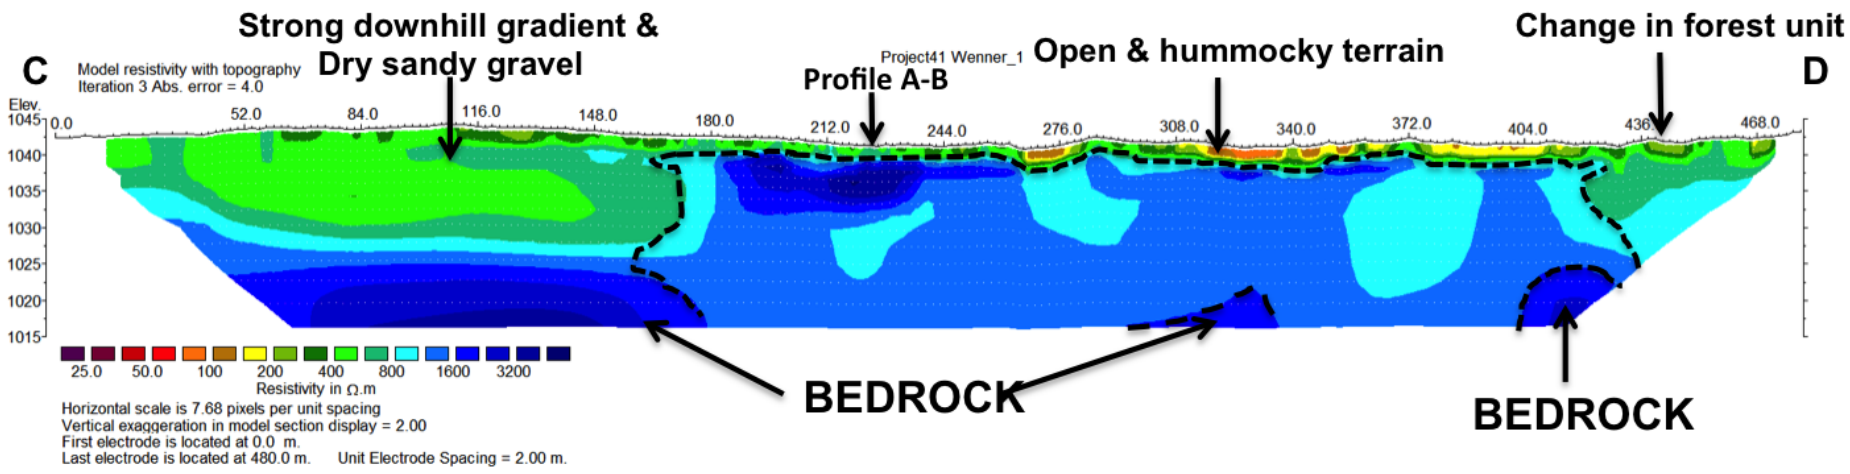 Strong downhill gradient &
Dry sandy gravel
Change in forest unit
Open & hummocky terrain
Project41 Wenner_1
Profile A-B
C
D
Model resistivity with topography
Iteration 3 Abs. error = 4.0
Elev.
0.0 52.0 84.0 116.0 148.0 180.0 212.0 244.0 276.0 308.0 340.0 372.0 404.0 436. 468.0
1045
1040
1035
1030
1025
1020
1015
25.0 50.0 100 200 400 800 1600 3200
Resistivity in Ω.m
BEDROCK
BEDROCK
Horizontal scale is 7.68 pixels per unit spacing
Vertical exaggeration in model section display = 2.00
First electrode is located at 0.0 m.
Last electrode is located at 480.0 m. Unit Electrode Spacing = 2.00 m.